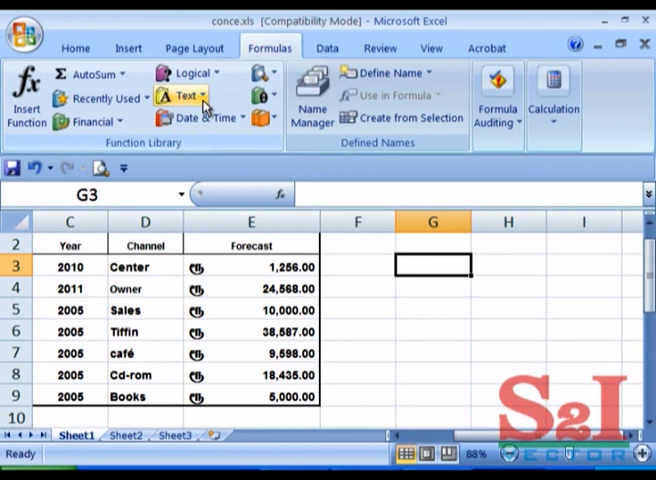 conce.xls [Compatibility Mode] - Microsoft Excel
Home Insert Page Layout Formulas Data Review View Acrobat
fx Insert Function
Σ AutoSum
Recently Used
Financial
Logical
Text
Date & Time
Function Library
Name Manager
Define Name
Use in Formula
Create from Selection
Defined Names
Formula Auditing
Calculation
G3 fx
C D E F G H I
2 Year Channel Forecast
3 2010 Center 1,256.00
4 2011 Owner 24,568.00
5 2005 Sales 10,000.00
6 2005 Tiffin 38,587.00
7 2005 café 9,598.00
8 2005 Cd-rom 18,435.00
9 2005 Books 5,000.00
10
Sheet1 Sheet2 Sheet3
Ready 88%
S2I
ECTOR